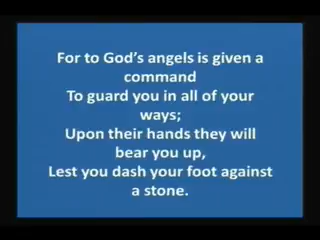 For to God's angels is given a
command
To guard you in all of your
ways;
Upon their hands they will
bear you up,
Lest you dash your foot against
a stone.